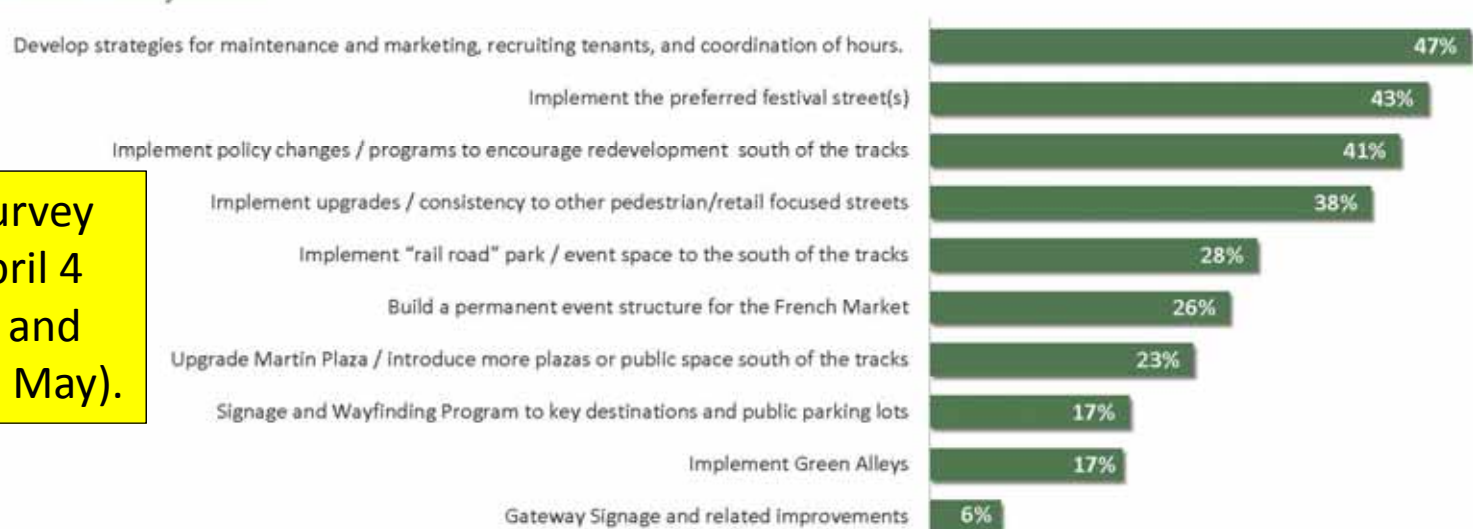 Develop strategies for maintenance and marketing, recruiting tenants, and coordination of hours. 47%
Implement the preferred festival street(s) 43%
Implement policy changes / programs to encourage redevelopment south of the tracks 41%
Implement upgrades / consistency to other pedestrian/retail focused streets 38%
Implement "rail road" park / event space to the south of the tracks 28%
Build a permanent event structure for the French Market 26%
Upgrade Martin Plaza / introduce more plazas or public space south of the tracks 23%
Signage and Wayfinding Program to key destinations and public parking lots 17%
Implement Green Alleys 17%
Gateway Signage and related improvements 6%
and
May).